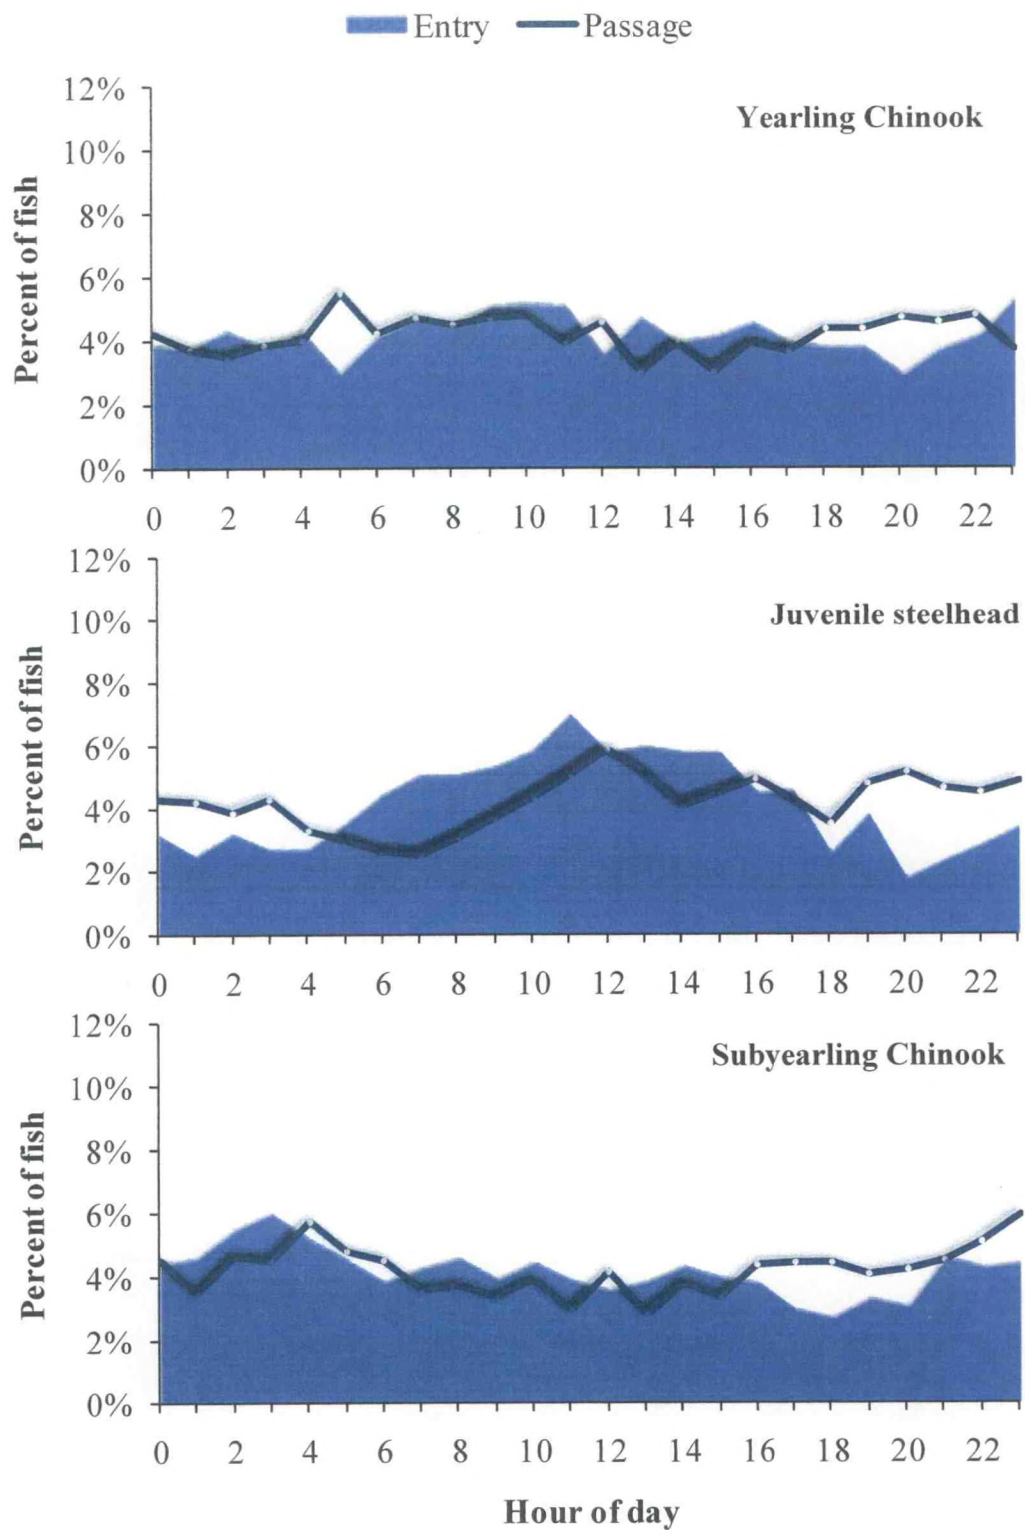 Entry Passage
Yearling Chinook
Percent of fish
12%
10%
8%
6%
4%
2%
0%
0 2 4 6 8 10 12 14 16 18 20 22
Juvenile steelhead
Percent of fish
12%
10%
8%
6%
4%
2%
0%
0 2 4 6 8 10 12 14 16 18 20 22
Subyearling Chinook
Percent of fish
12%
10%
8%
6%
4%
2%
0%
0 2 4 6 8 10 12 14 16 18 20 22
Hour of day